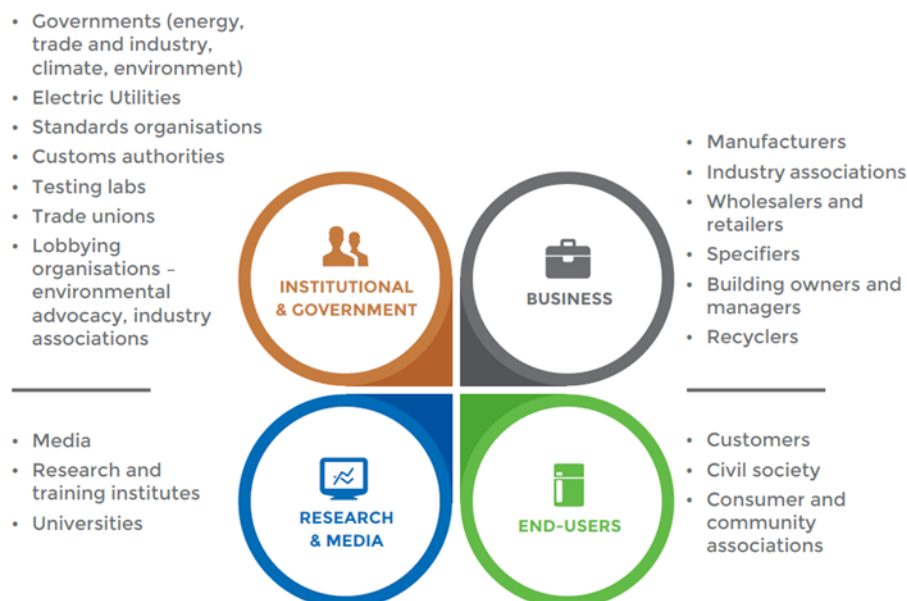 • Governments (energy,
trade and industry,
climate, environment)
• Electric Utilities
• Standards organisations
• Customs authorities
• Testing labs
• Trade unions
• Lobbying
organisations –
environmental
advocacy, industry
associations
INSTITUTIONAL
& GOVERNMENT
BUSINESS
• Manufacturers
• Industry associations
• Wholesalers and
retailers
• Specifiers
• Building owners and
managers
• Recyclers
• Media
• Research and
training institutes
• Universities
RESEARCH
& MEDIA
END-USERS
• Customers
• Civil society
• Consumer and
community
associations